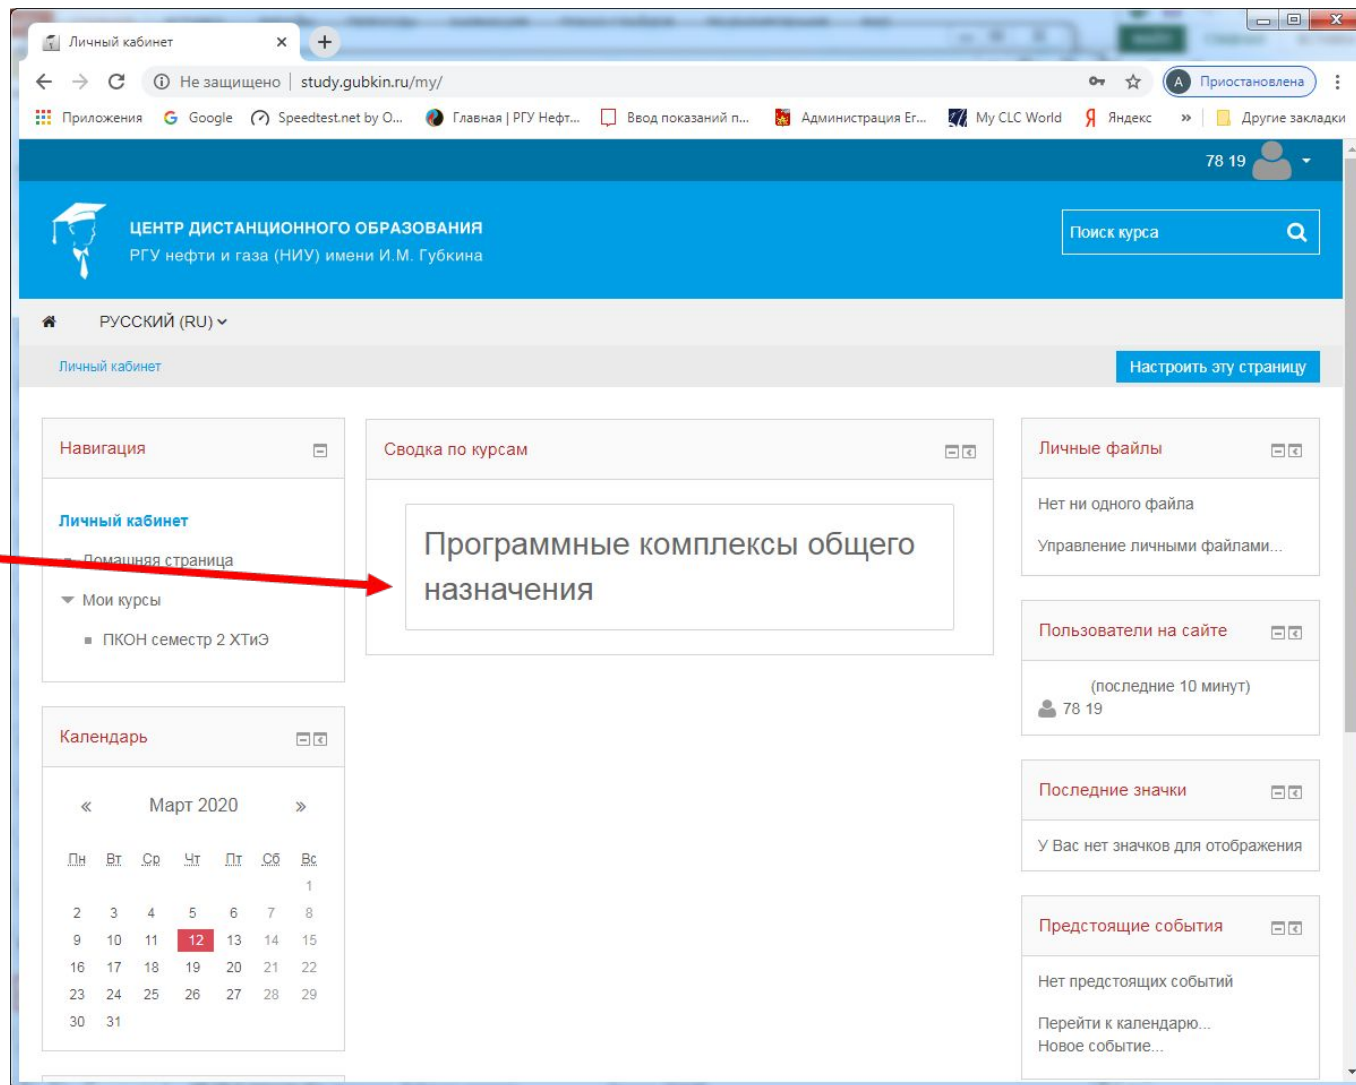 Личный кабинет
Не защищено | study.gubkin.ru/my/
А Приостановлена
Приложения Google Speedtest.net by O... Главная | РГУ Нефт... Ввод показаний п... Администрация Ег... My CLC World Яндекс » Другие закладки
78 19
ЦЕНТР ДИСТАНЦИОННОГО ОБРАЗОВАНИЯ
РГУ нефти и газа (НИУ) имени И.М. Губкина
Поиск курса
РУССКИЙ (RU)
Личный кабинет
Настроить эту страницу
Навигация
Личный кабинет
Домашняя страница
Мои курсы
ПКОН семестр 2 ХТиЭ
Календарь
« Март 2020 »
Пн Вт Ср Чт Пт Сб Вс
1
2 3 4 5 6 7 8
9 10 11 12 13 14 15
16 17 18 19 20 21 22
23 24 25 26 27 28 29
30 31
Сводка по курсам
Программные комплексы общего
назначения
Личные файлы
Нет ни одного файла
Управление личными файлами...
Пользователи на сайте
(последние 10 минут)
78 19
Последние значки
У Вас нет значков для отображения
Предстоящие события
Нет предстоящих событий
Перейти к календарю...
Новое событие...